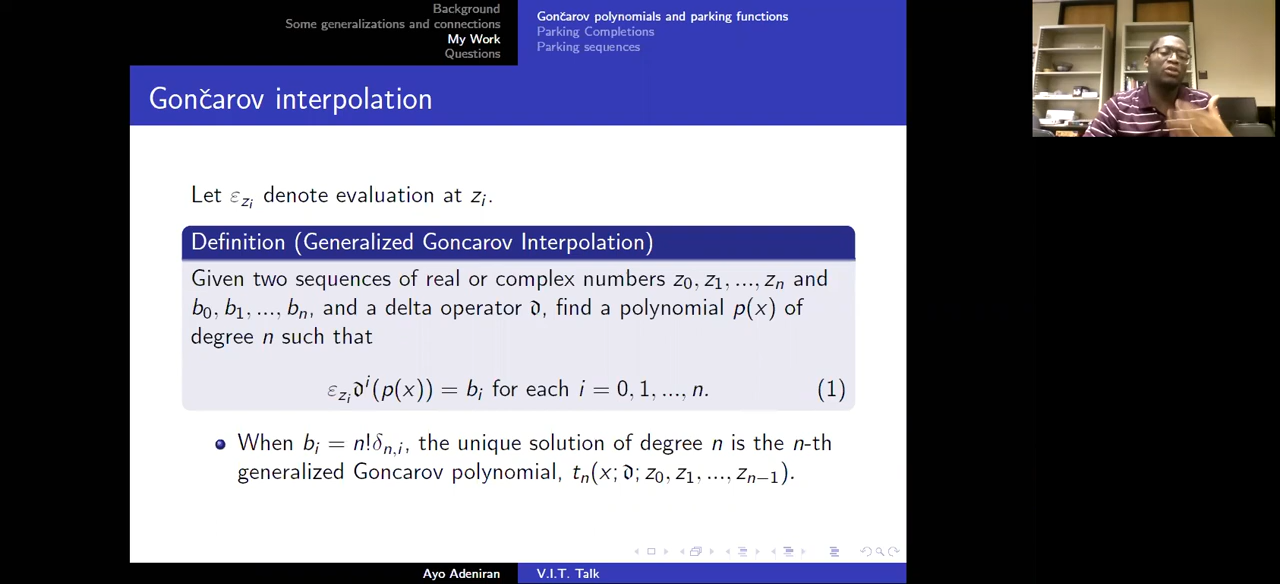 Background
Some generalizations and connections
My Work
Questions
Gončarov polynomials and parking functions
Parking Completions
Parking sequences
Gončarov interpolation
Let ε_{z_i} denote evaluation at z_i.
Definition (Generalized Goncarov Interpolation)
Given two sequences of real or complex numbers z_0, z_1, ..., z_n and
b_0, b_1, ..., b_n, and a delta operator 𝔡, find a polynomial p(x) of
degree n such that
ε_{z_i}𝔡^i(p(x)) = b_i for each i = 0, 1, ..., n. (1)
When b_i = n!δ_{n,i}, the unique solution of degree n is the n-th
generalized Goncarov polynomial, t_n(x; 𝔡; z_0, z_1, ..., z_{n−1}).
Ayo Adeniran V.I.T. Talk